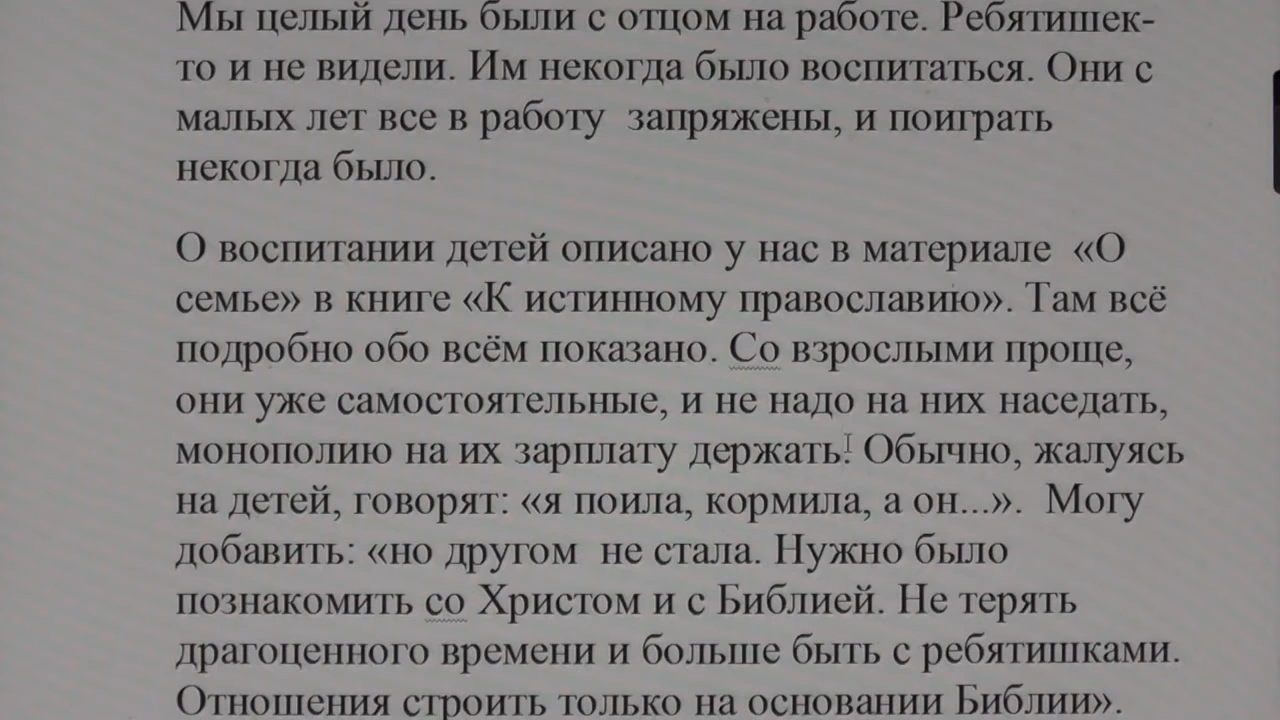 Мы целый день были с отцом на работе. Ребятишек-
то и не видели. Им некогда было воспитаться. Они с
малых лет все в работу  запряжены, и поиграть
некогда было.
О воспитании детей описано у нас в материале  «О
семье» в книге «К истинному православию». Там всё
подробно обо всём показано. Со взрослыми проще,
они уже самостоятельные, и не надо на них наседать,
монополию на их зарплату держать. Обычно, жалуясь
на детей, говорят: «я поила, кормила, а он...».  Могу
добавить: «но другом  не стала. Нужно было
познакомить со Христом и с Библией. Не терять
драгоценного времени и больше быть с ребятишками.
Отношения строить только на основании Библии».